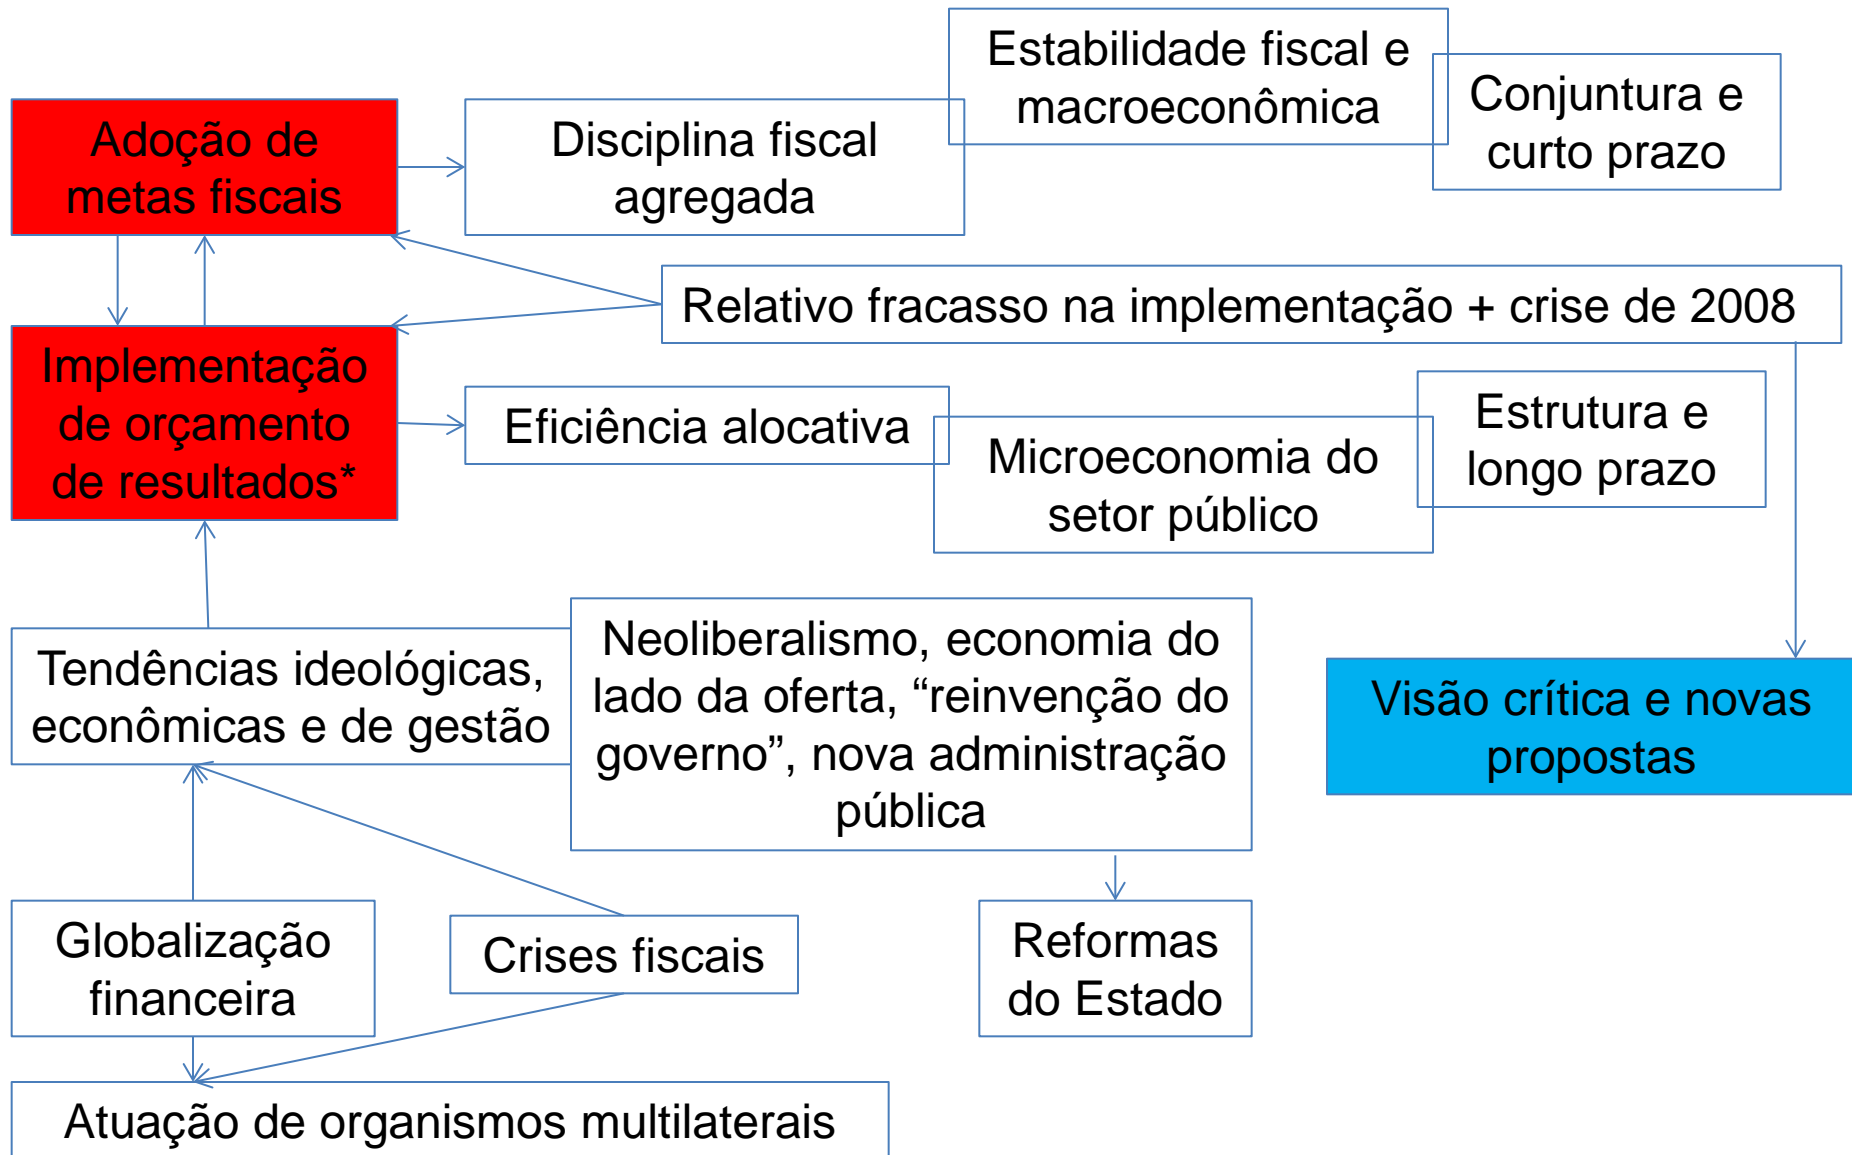 Estabilidade fiscal e
macroeconômica
Conjuntura e
curto prazo
Adoção de
metas fiscais
Disciplina fiscal
agregada
Relativo fracasso na implementação + crise de 2008
Implementação
de orçamento
de resultados*
Eficiência alocativa
Microeconomia do
setor público
Estrutura e
longo prazo
Tendências ideológicas,
econômicas e de gestão
Neoliberalismo, economia do
lado da oferta, “reinvenção do
governo”, nova administração
pública
Visão crítica e novas
propostas
Globalização
financeira
Crises fiscais
Reformas
do Estado
Atuação de organismos multilaterais